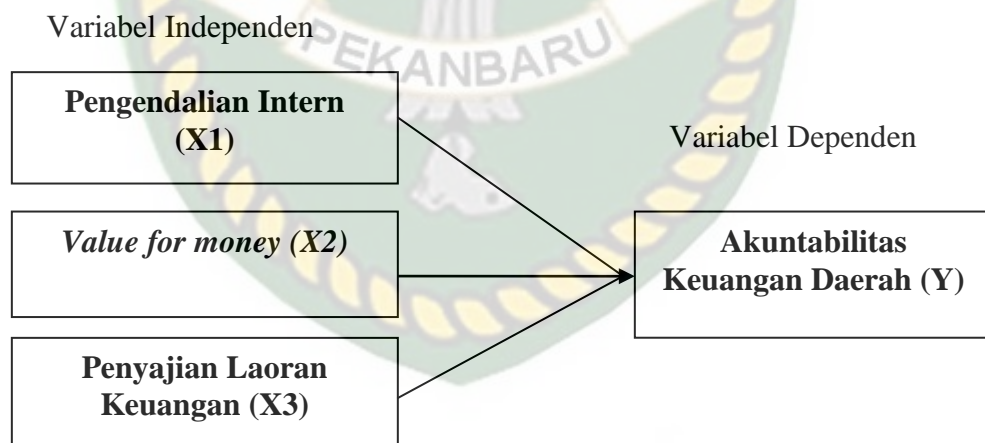 Variabel Independen
PEKANBARU
Pengendalian Intern
(X1)
Variabel Dependen
Value for money (X2)
Akuntabilitas
Keuangan Daerah (Y)
Penyajian Laoran
Keuangan (X3)